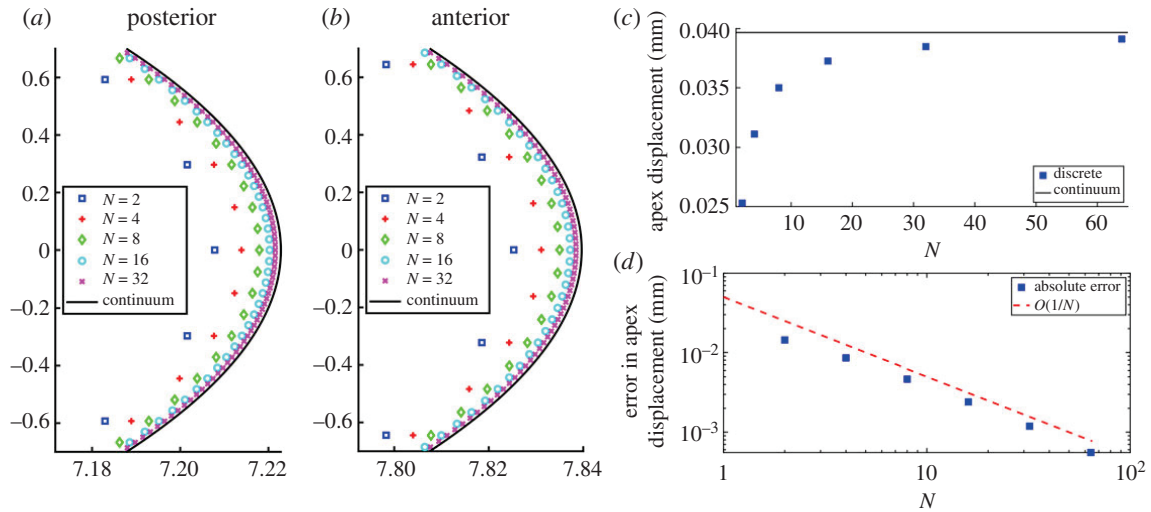 (a) posterior
0.6
0.4
0.2
0
−0.2
−0.4
−0.6
7.18 7.20 7.22
N = 2
N = 4
N = 8
N = 16
N = 32
continuum
(b) anterior
0.6
0.4
0.2
0
−0.2
−0.4
−0.6
7.80 7.82 7.84
N = 2
N = 4
N = 8
N = 16
N = 32
continuum
(c)
apex displacement (mm)
0.040
0.035
0.030
0.025
10 20 30 40 50 60
N
discrete
continuum
(d)
error in apex
displacement (mm)
10⁻¹
10⁻²
10⁻³
1 10 10²
N
absolute error
O(1/N)